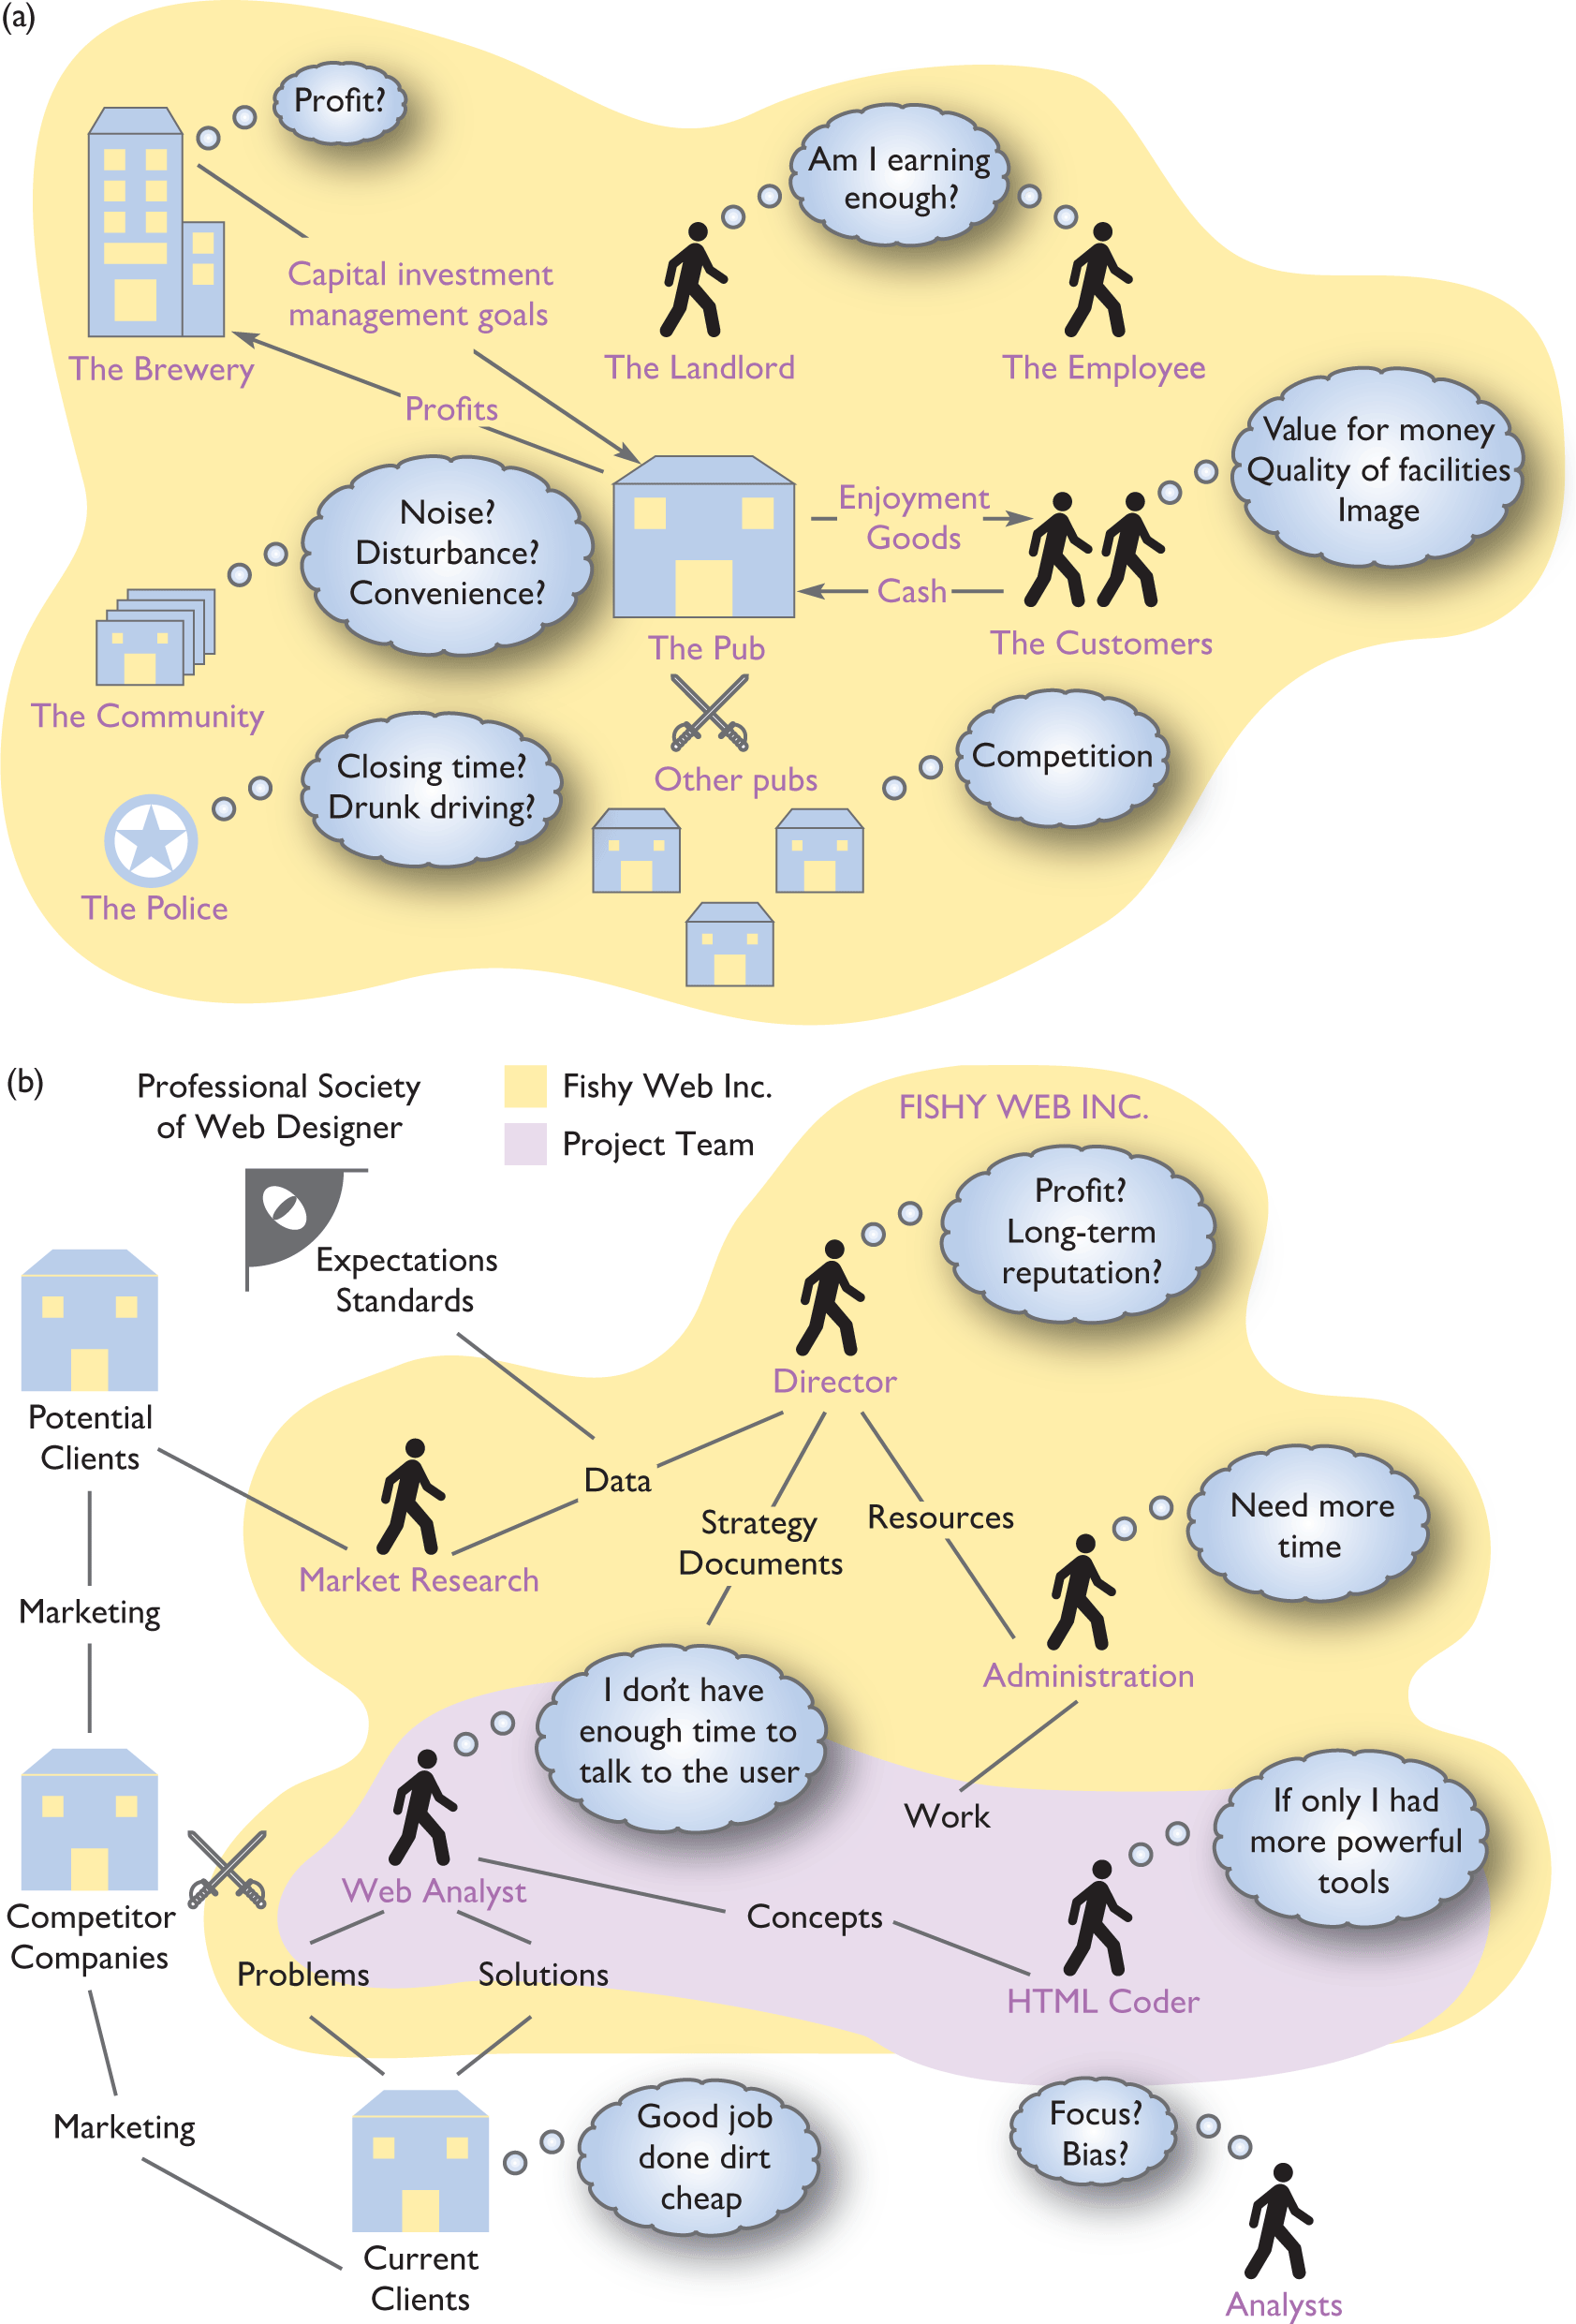 (a)
Profit?
Am I earning
enough?
Capital investment
management goals
The Brewery
The Landlord
The Employee
Profits
Value for money
Quality of facilities
Image
Noise?
Disturbance?
Convenience?
Enjoyment
Goods
Cash
The Pub
The Customers
The Community
Closing time?
Drunk driving?
Competition
Other pubs
The Police
(b)
Professional Society
of Web Designer
Fishy Web Inc.
Project Team
FISHY WEB INC.
Profit?
Long-term
reputation?
Expectations
Standards
Director
Potential
Clients
Data
Market Research
Strategy
Documents
Resources
Need more
time
Marketing
Administration
I don't have
enough time to
talk to the user
Work
If only I had
more powerful
tools
Web Analyst
Competitor
Companies
Concepts
Problems
Solutions
HTML Coder
Marketing
Good job
done dirt
cheap
Focus?
Bias?
Current
Clients
Analysts